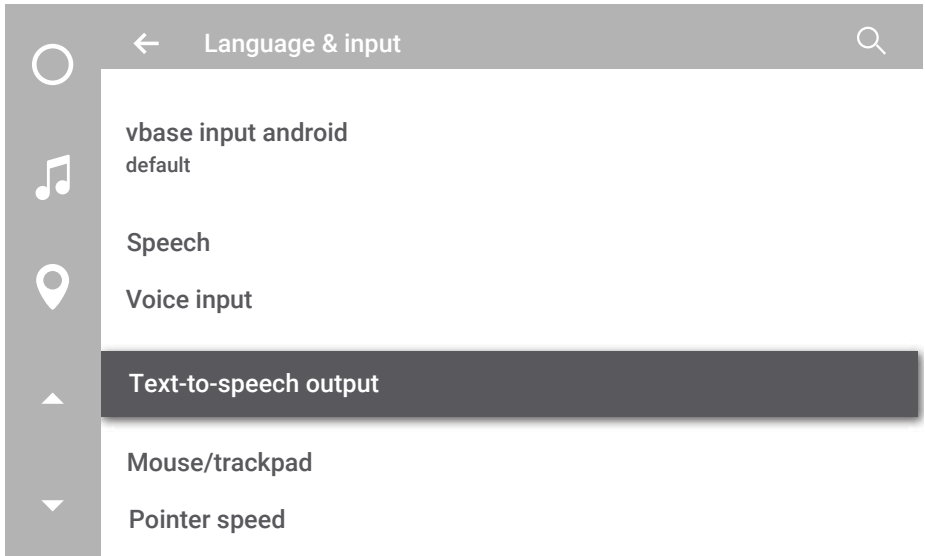 Language & input
vbase input android
default
Speech
Voice input
Text-to-speech output
Mouse/trackpad
Pointer speed